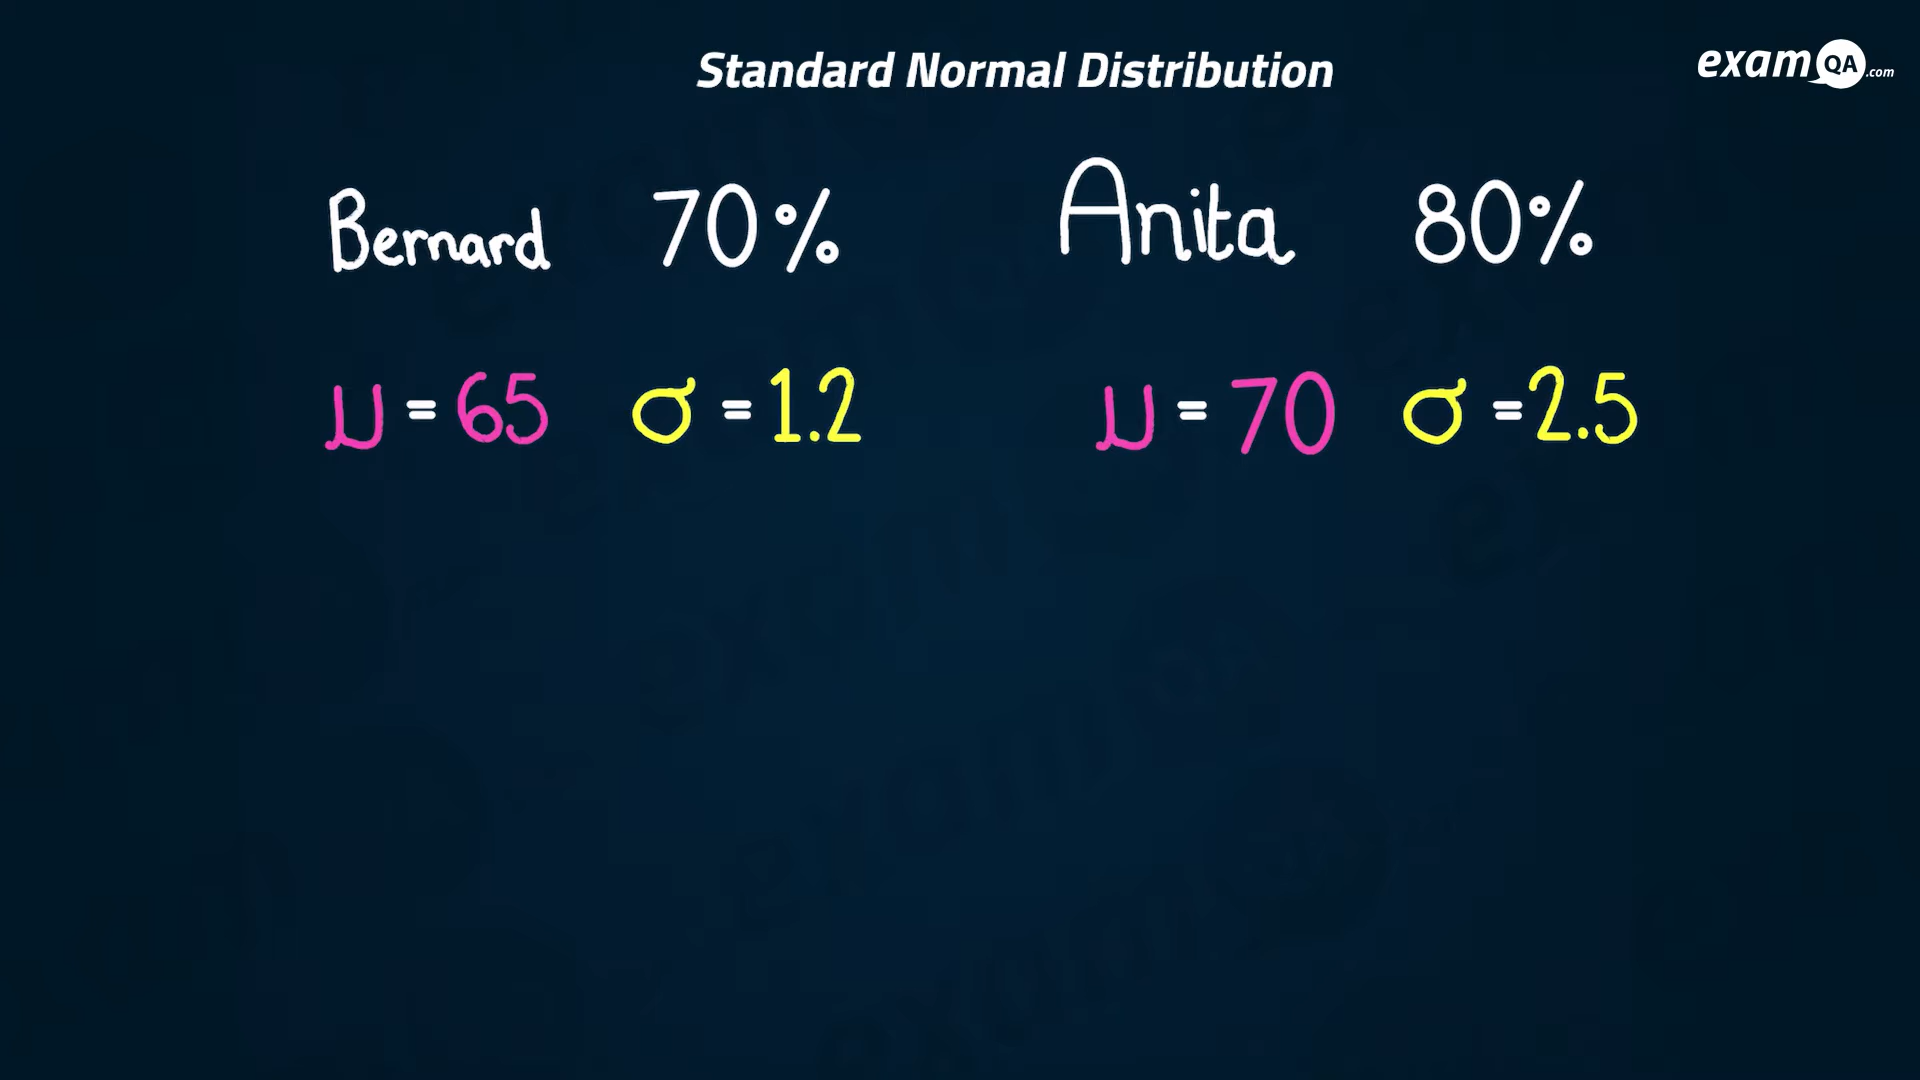 Standard Normal Distribution
examQA.com
Bernard 70% Anita 80%
μ = 65 σ = 1.2 μ = 70 σ = 2.5